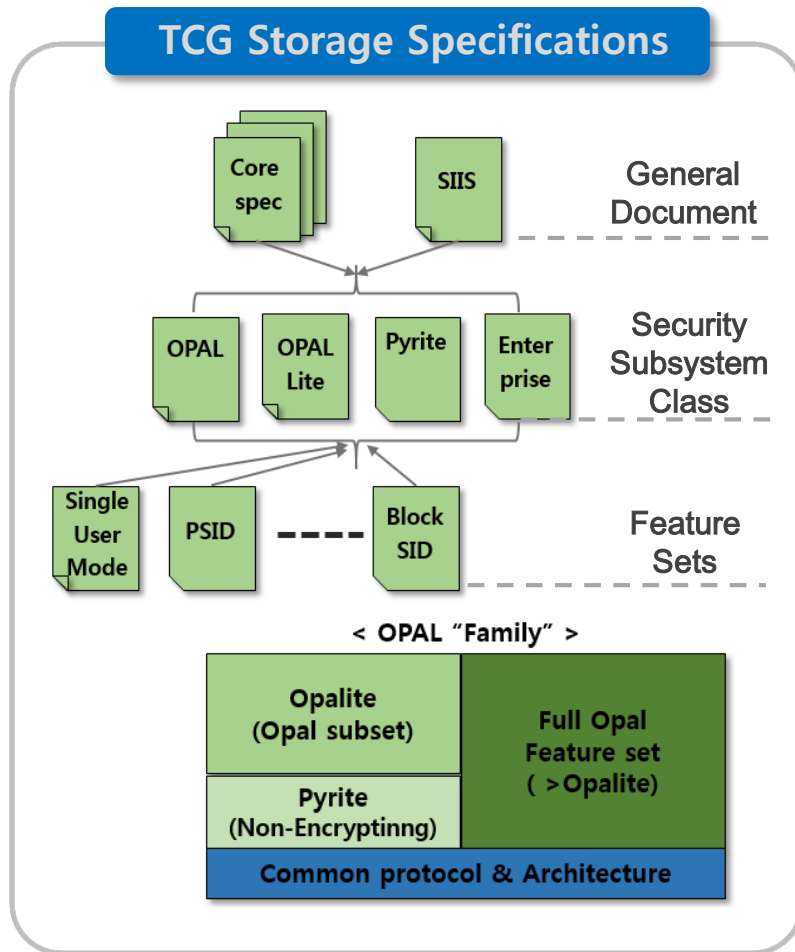 TCG Storage Specifications
Core
spec
SIIS
General
Document
OPAL
OPAL
Lite
Pyrite
Enter
prise
Security
Subsystem
Class
Single
User
Mode
PSID
Block
SID
Feature
Sets
< OPAL “Family” >
Opalite
(Opal subset)
Full Opal
Feature set
( >Opalite)
Pyrite
(Non-Encryptinng)
Common protocol & Architecture